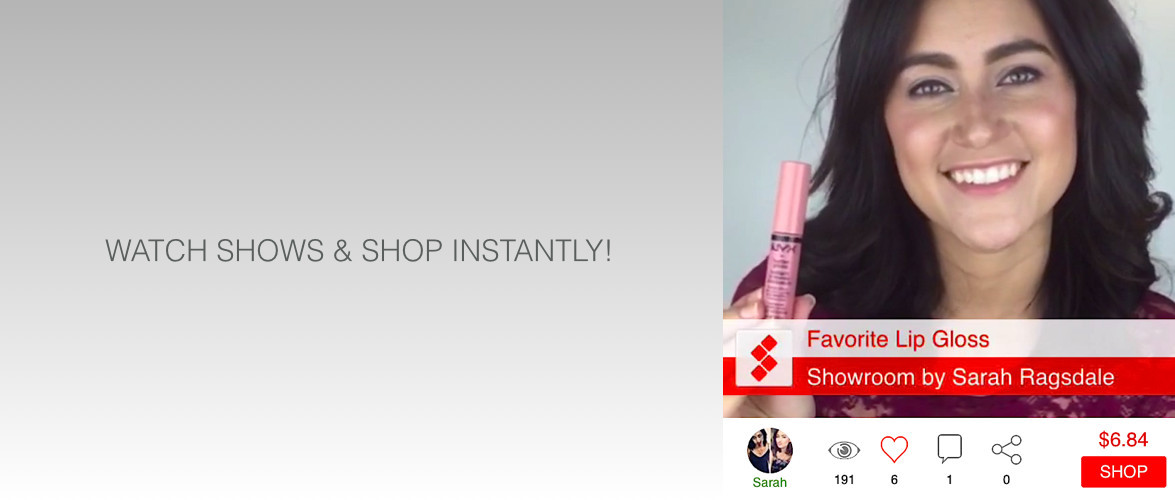 WATCH SHOWS & SHOP INSTANTLY!
NYX
Favorite Lip Gloss
Showroom by Sarah Ragsdale
Sarah
191
6
1
0
$6.84
SHOP